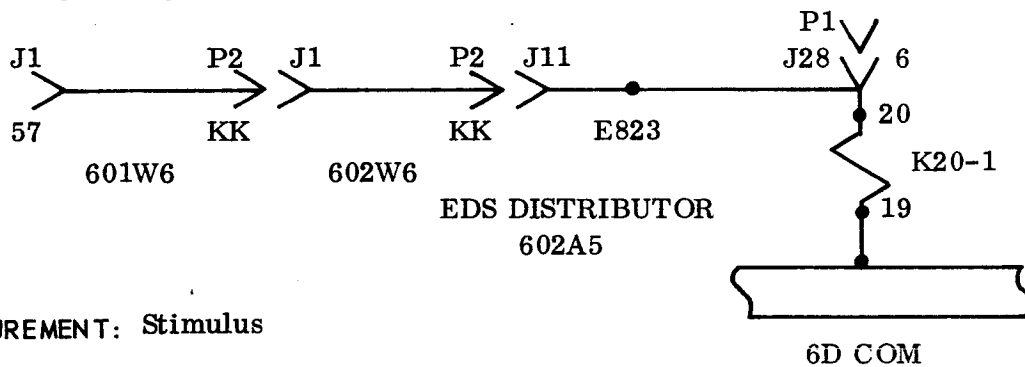 P1
J1 P2 J1 P2 J11 J28 6
57 KK KK E823 20
601W6 602W6 K20-1
EDS DISTRIBUTOR 19
602A5
UREMENT: Stimulus
6D COM